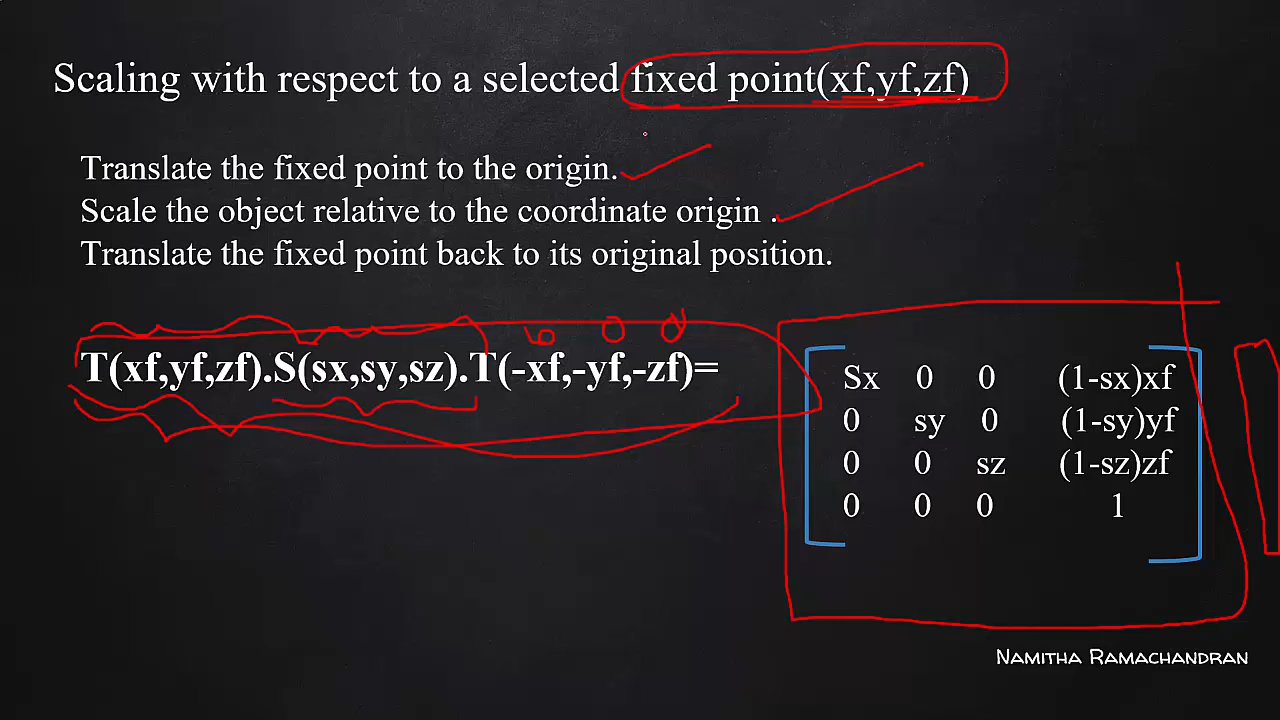 Scaling with respect to a selected fixed point(xf,yf,zf)
Translate the fixed point to the origin.
Scale the object relative to the coordinate origin .
Translate the fixed point back to its original position.
0 0 0
T(xf,yf,zf).S(sx,sy,sz).T(-xf,-yf,-zf)=
Sx 0 0 (1-sx)xf
0 sy 0 (1-sy)yf
0 0 sz (1-sz)zf
0 0 0 1
Namitha Ramachandran